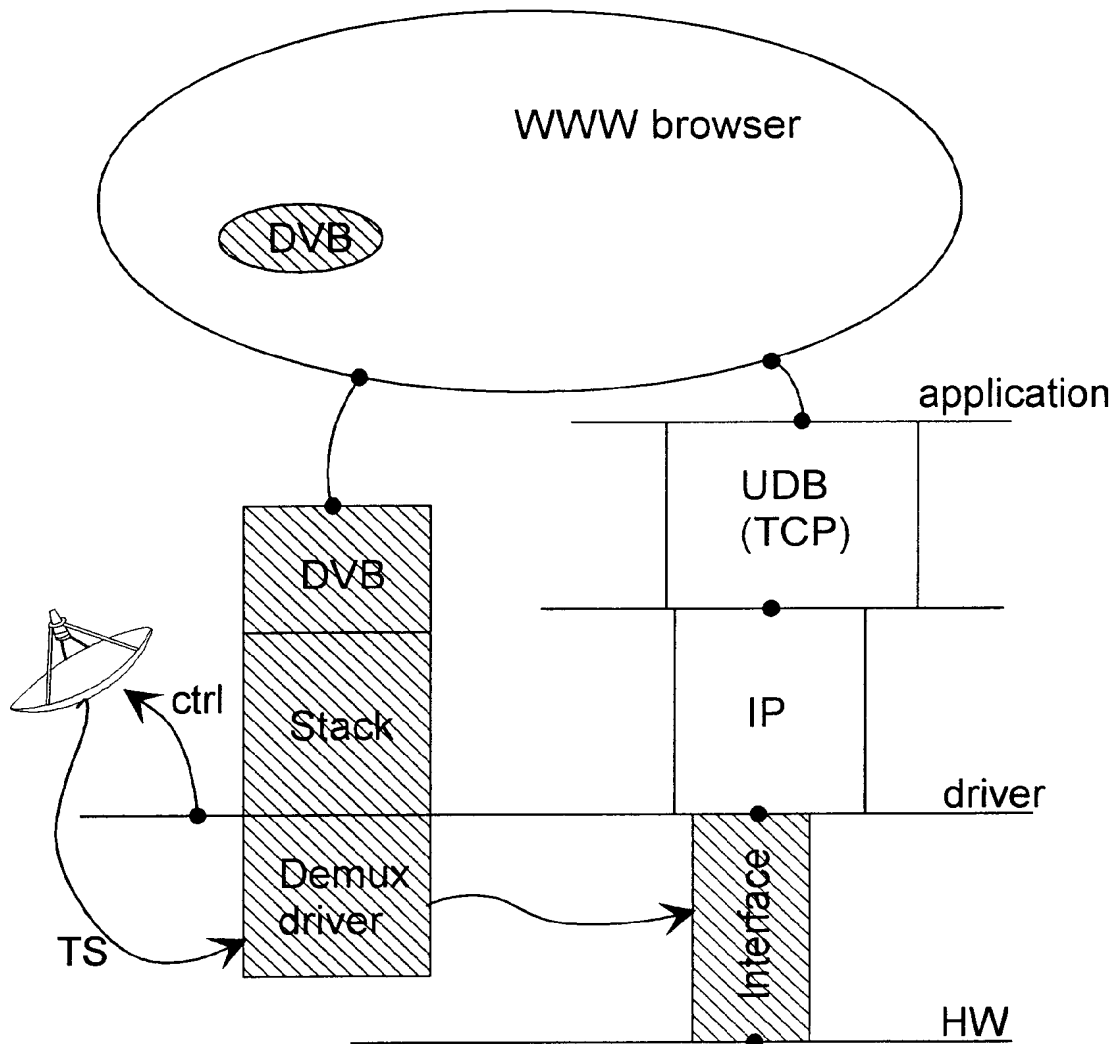 WWW browser
DVB
application
UDB
(TCP)
DVB
ctrl
Stack
IP
driver
Demux
driver
Interface
TS
HW